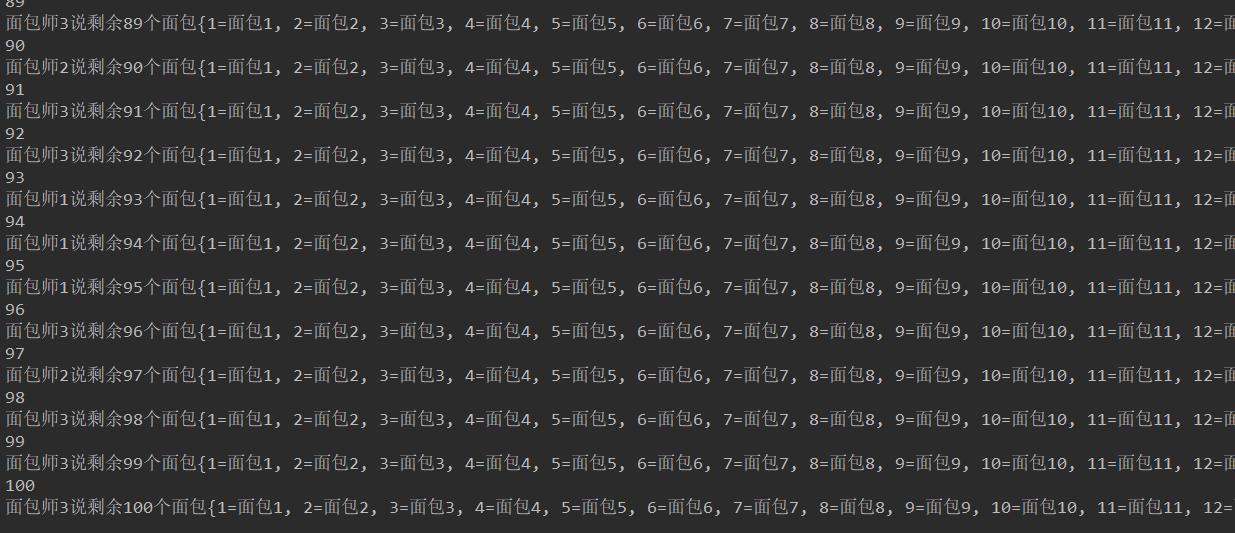 89
面包师3说剩余89个面包{1=面包1, 2=面包2, 3=面包3, 4=面包4, 5=面包5, 6=面包6, 7=面包7, 8=面包8, 9=面包9, 10=面包10, 11=面包11, 12=面
90
面包师2说剩余90个面包{1=面包1, 2=面包2, 3=面包3, 4=面包4, 5=面包5, 6=面包6, 7=面包7, 8=面包8, 9=面包9, 10=面包10, 11=面包11, 12=面
91
面包师3说剩余91个面包{1=面包1, 2=面包2, 3=面包3, 4=面包4, 5=面包5, 6=面包6, 7=面包7, 8=面包8, 9=面包9, 10=面包10, 11=面包11, 12=面
92
面包师3说剩余92个面包{1=面包1, 2=面包2, 3=面包3, 4=面包4, 5=面包5, 6=面包6, 7=面包7, 8=面包8, 9=面包9, 10=面包10, 11=面包11, 12=面
93
面包师1说剩余93个面包{1=面包1, 2=面包2, 3=面包3, 4=面包4, 5=面包5, 6=面包6, 7=面包7, 8=面包8, 9=面包9, 10=面包10, 11=面包11, 12=面
94
面包师1说剩余94个面包{1=面包1, 2=面包2, 3=面包3, 4=面包4, 5=面包5, 6=面包6, 7=面包7, 8=面包8, 9=面包9, 10=面包10, 11=面包11, 12=面
95
面包师1说剩余95个面包{1=面包1, 2=面包2, 3=面包3, 4=面包4, 5=面包5, 6=面包6, 7=面包7, 8=面包8, 9=面包9, 10=面包10, 11=面包11, 12=面
96
面包师3说剩余96个面包{1=面包1, 2=面包2, 3=面包3, 4=面包4, 5=面包5, 6=面包6, 7=面包7, 8=面包8, 9=面包9, 10=面包10, 11=面包11, 12=面
97
面包师2说剩余97个面包{1=面包1, 2=面包2, 3=面包3, 4=面包4, 5=面包5, 6=面包6, 7=面包7, 8=面包8, 9=面包9, 10=面包10, 11=面包11, 12=面
98
面包师3说剩余98个面包{1=面包1, 2=面包2, 3=面包3, 4=面包4, 5=面包5, 6=面包6, 7=面包7, 8=面包8, 9=面包9, 10=面包10, 11=面包11, 12=面
99
面包师3说剩余99个面包{1=面包1, 2=面包2, 3=面包3, 4=面包4, 5=面包5, 6=面包6, 7=面包7, 8=面包8, 9=面包9, 10=面包10, 11=面包11, 12=面
100
面包师3说剩余100个面包{1=面包1, 2=面包2, 3=面包3, 4=面包4, 5=面包5, 6=面包6, 7=面包7, 8=面包8, 9=面包9, 10=面包10, 11=面包11, 12=